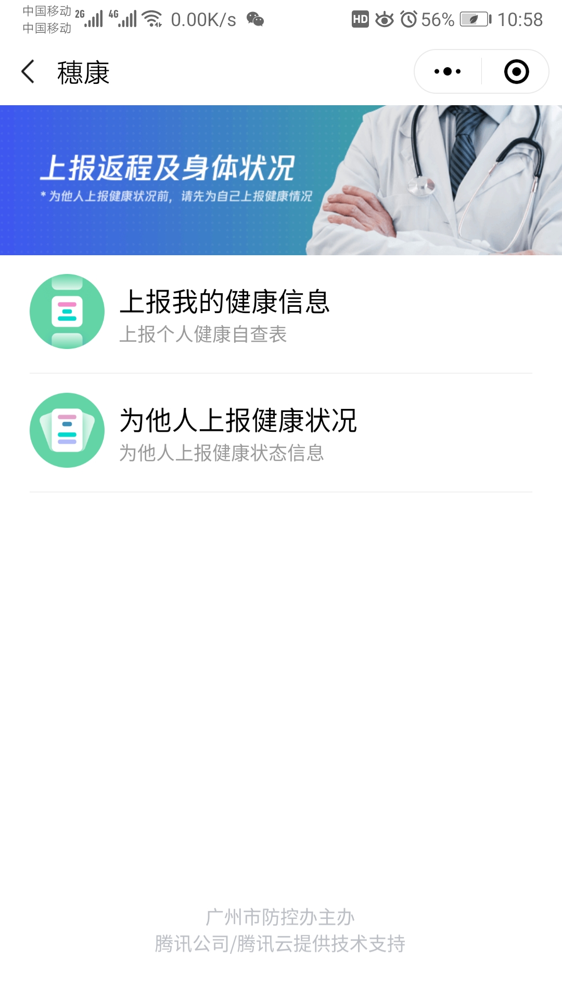 中国移动 2G 4G 0.00K/s HD 56% 10:58
中国移动
穗康
上报返程及身体状况
* 为他人上报健康状况前，请先为自己上报健康情况
上报我的健康信息
上报个人健康自查表
为他人上报健康状况
为他人上报健康状态信息
广州市防控办主办
腾讯公司/腾讯云提供技术支持